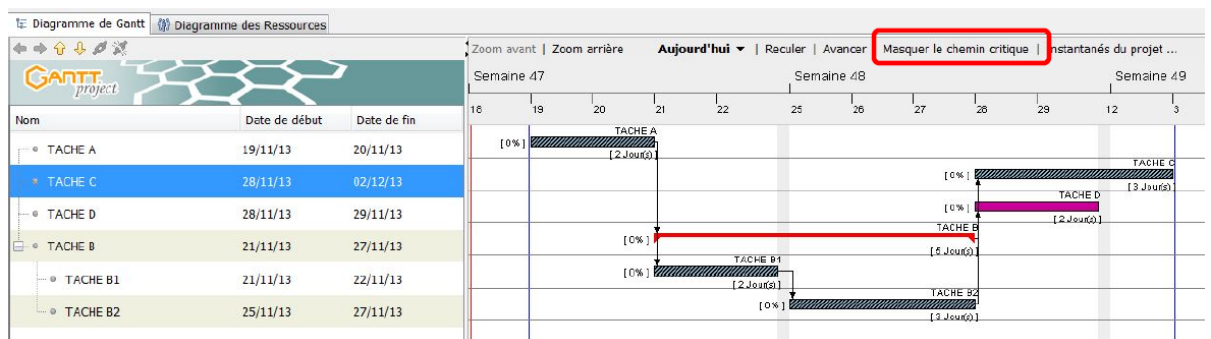 Diagramme de Gantt Diagramme des Ressources
Zoom avant | Zoom arrière Aujourd'hui | Reculer | Avancer Masquer le chemin critique | Instantanés du projet ...
GANTT project
Semaine 47 Semaine 48 Semaine 49
Nom Date de début Date de fin
18 19 20 21 22 25 26 27 28 29 12 3
TACHE A 19/11/13 20/11/13
TACHE C 28/11/13 02/12/13
TACHE D 28/11/13 29/11/13
TACHE B 21/11/13 27/11/13
TACHE B1 21/11/13 22/11/13
TACHE B2 25/11/13 27/11/13
TACHE A
[0%]
[2 Jour(s)]
TACHE C
[0%]
[3 Jour(s)]
TACHE D
[0%]
[2 Jour(s)]
TACHE B
[0%]
[5 Jour(s)]
TACHE B1
[0%]
[2 Jour(s)]
TACHE B2
[0%]
[3 Jour(s)]